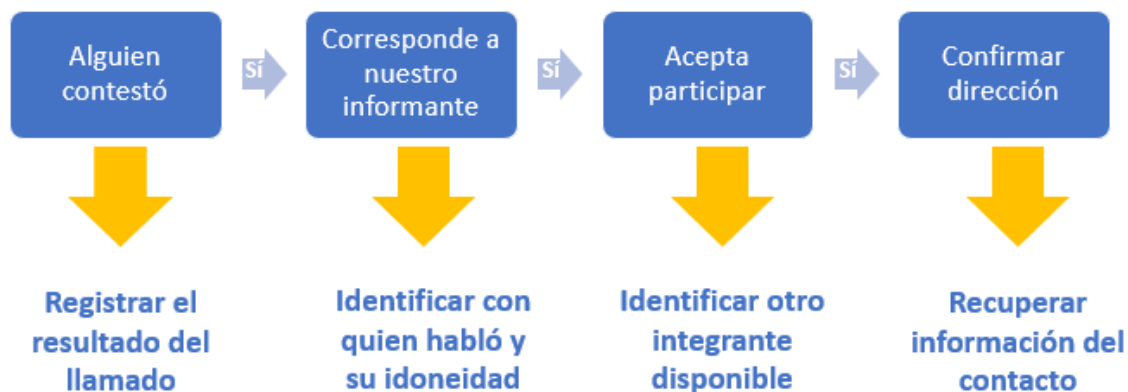 Alguien
contestó
Sí
Corresponde a
nuestro
informante
Sí
Acepta
participar
Sí
Confirmar
dirección
Registrar el
resultado del
llamado
Identificar con
quien habló y
su idoneidad
Identificar otro
integrante
disponible
Recuperar
información del
contacto